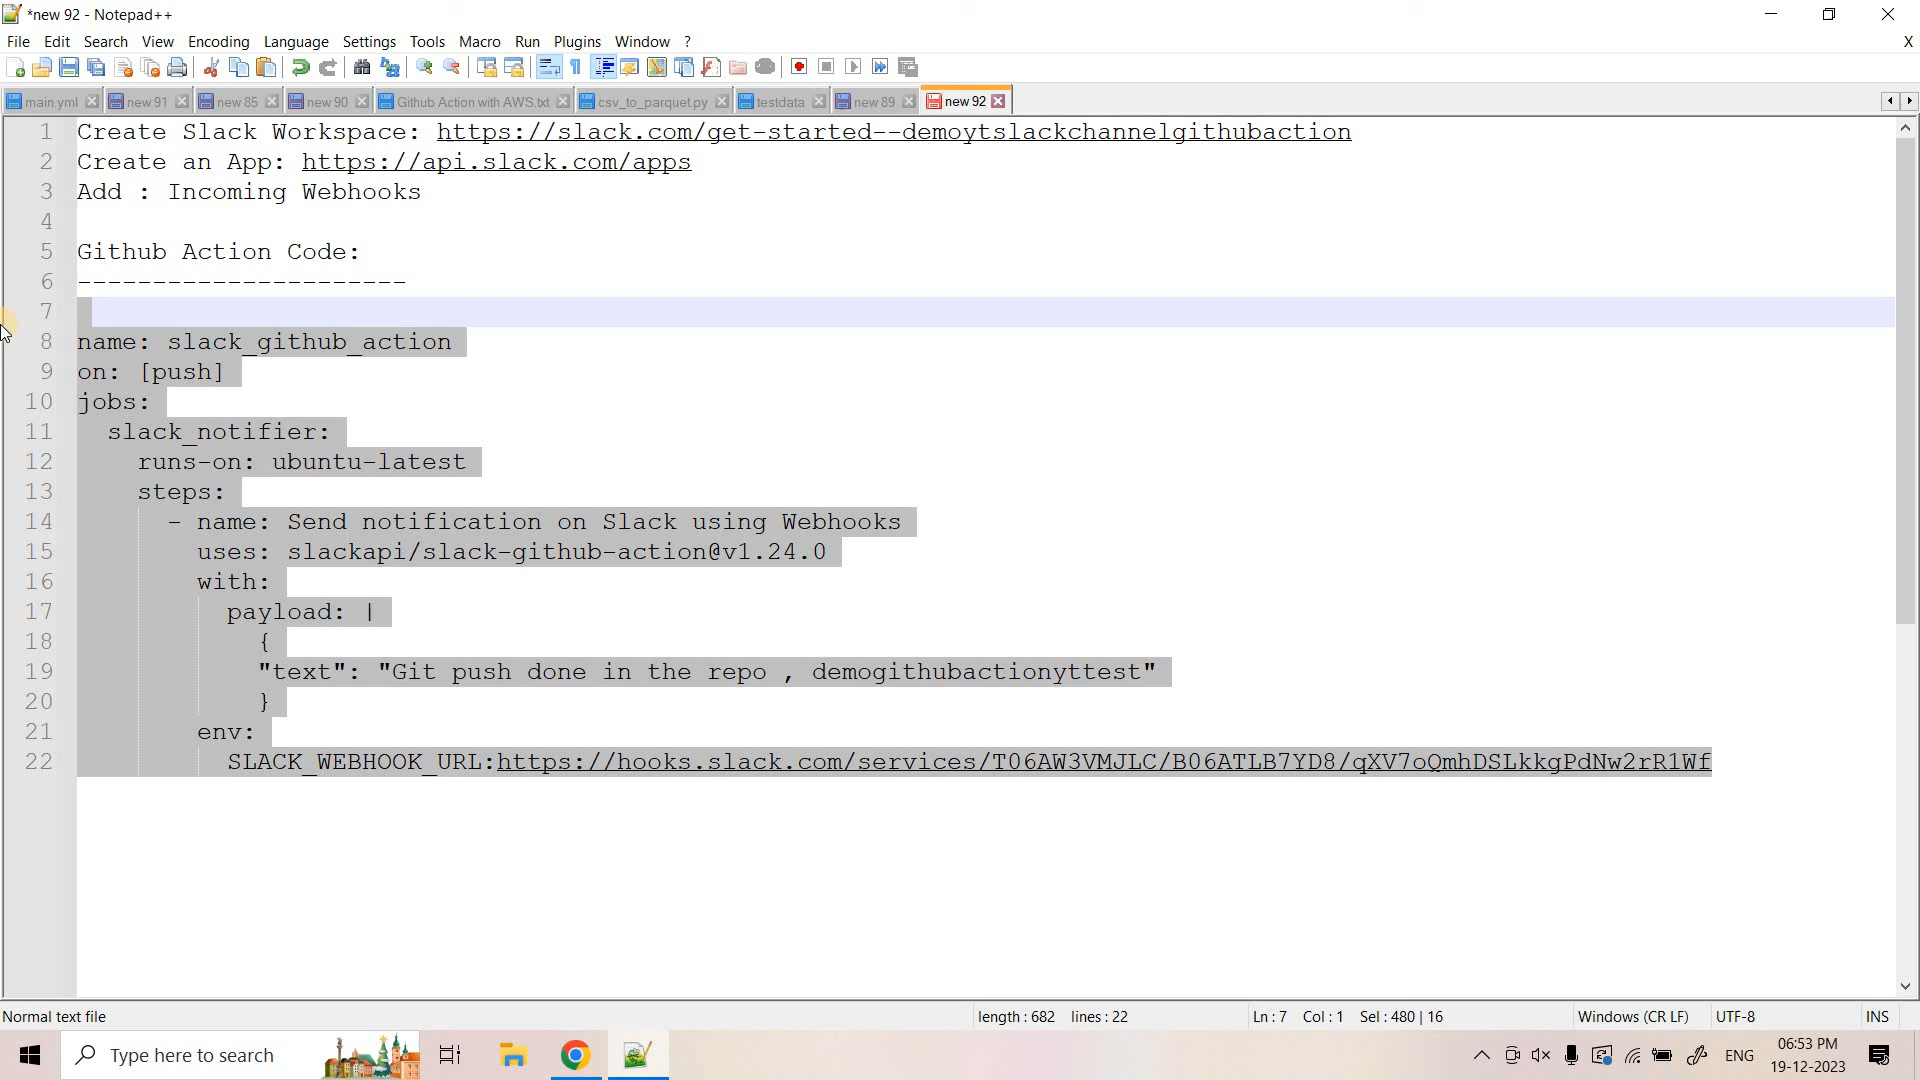 *new 92 - Notepad++
File Edit Search View Encoding Language Settings Tools Macro Run Plugins Window ? X
main.yml new 91 new 85 new 90 Github Action with AWS.txt csv_to_parquet.py testdata new 89 new 92
1 Create Slack Workspace: https://slack.com/get-started--demoytslackchannelgithubaction
2 Create an App: https://api.slack.com/apps
3 Add : Incoming Webhooks
4
5 Github Action Code:
6 ----------------------
7
8 name: slack_github_action
9 on: [push]
10 jobs:
11   slack_notifier:
12     runs-on: ubuntu-latest
13     steps:
14       - name: Send notification on Slack using Webhooks
15         uses: slackapi/slack-github-action@v1.24.0
16         with:
17           payload: |
18             {
19             "text": "Git push done in the repo , demogithubactionyttest"
20             }
21         env:
22           SLACK_WEBHOOK_URL:https://hooks.slack.com/services/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
Normal text file length : 682 lines : 22 Ln : 7 Col : 1 Sel : 480 | 16 Windows (CR LF) UTF-8 INS
Type here to search ENG 06:53 PM
19-12-2023